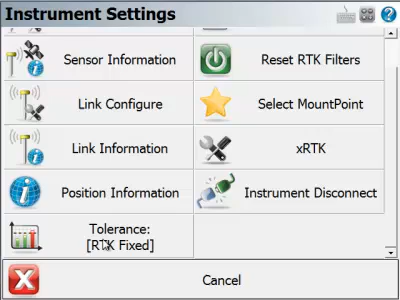 Instrument Settings
Sensor Information
Reset RTK Filters
Link Configure
Select MountPoint
Link Information
xRTK
Position Information
Instrument Disconnect
Tolerance:
[RTK Fixed]
Cancel